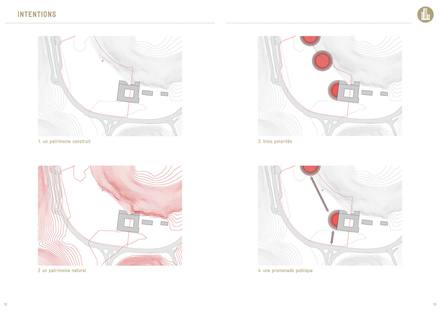 INTENTIONS
1 un patrimoine construit
3 trois polarités
2 un patrimoine naturel
4 une promenade publique